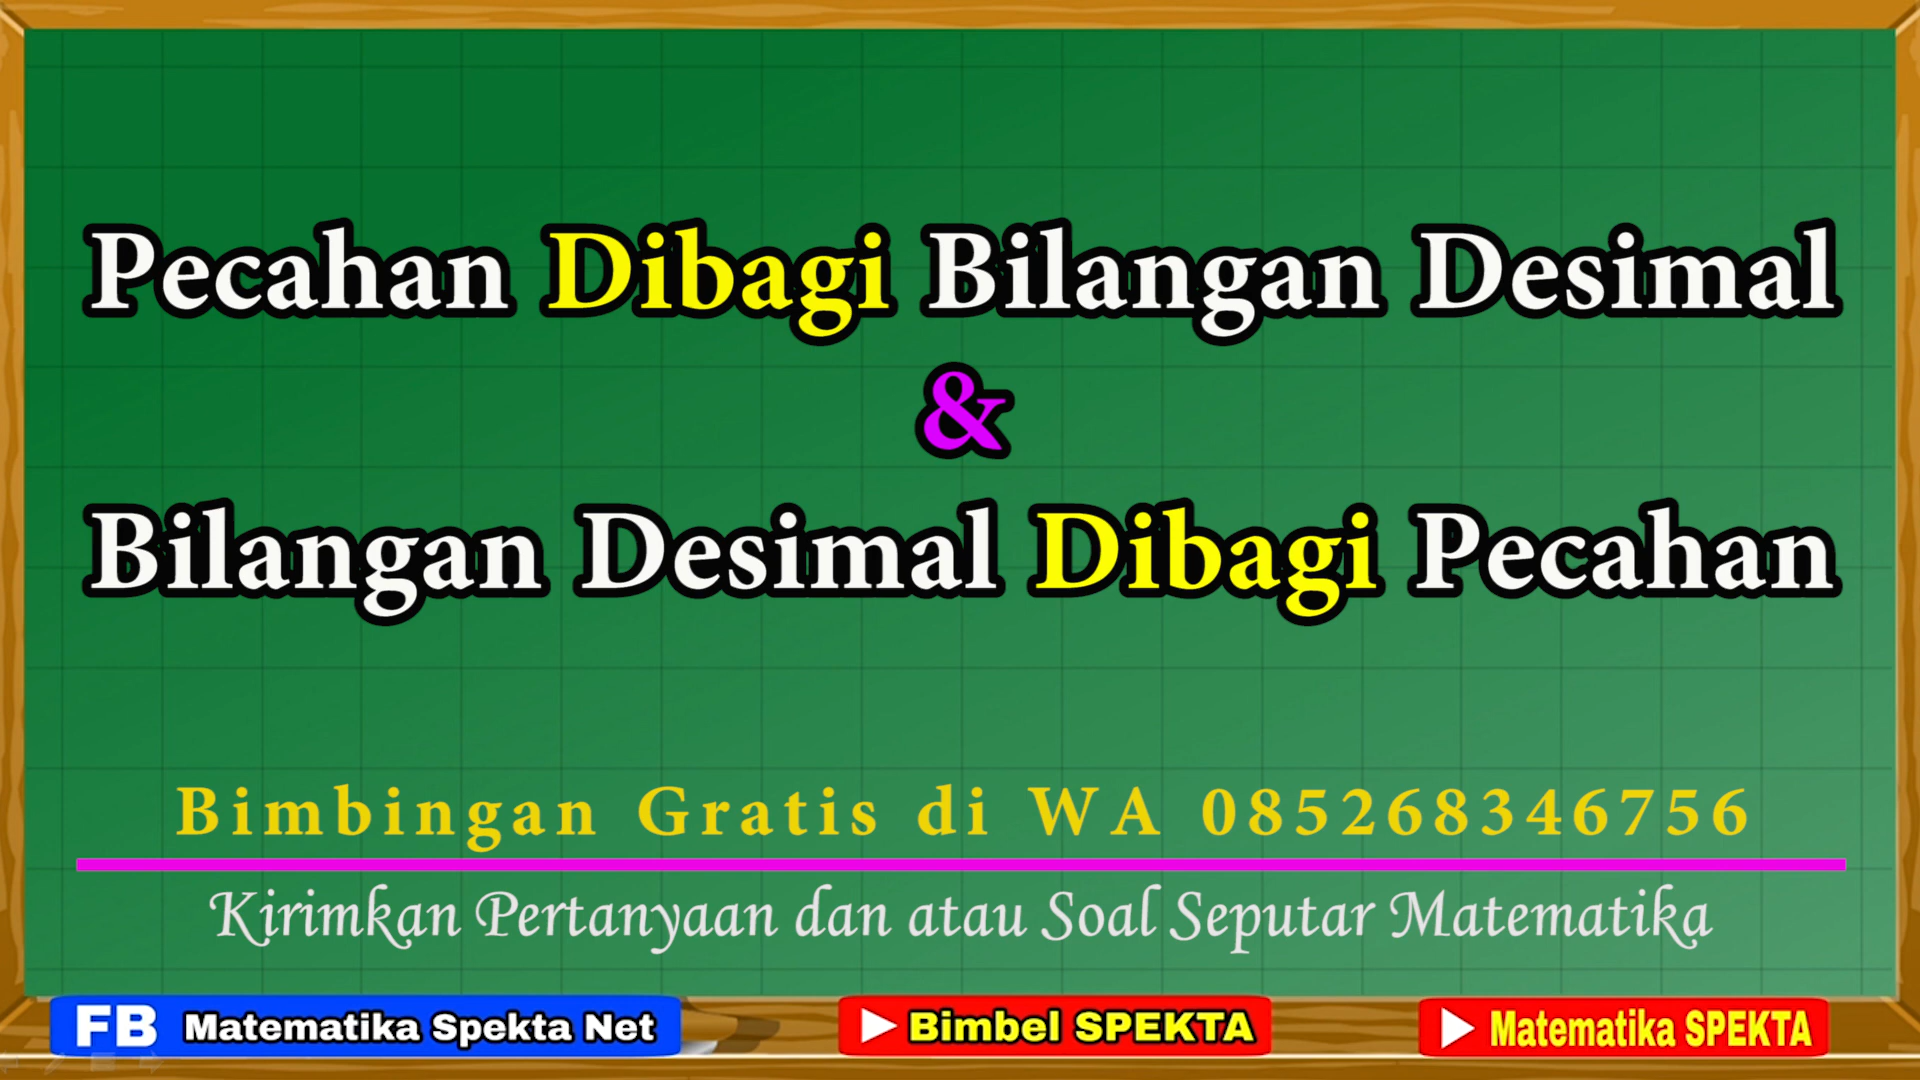 Pecahan Dibagi Bilangan Desimal
&
Bilangan Desimal Dibagi Pecahan
Bimbingan Gratis di WA 085268346756
Kirimkan Pertanyaan dan atau Soal Seputar Matematika
FB Matematika Spekta Net
Bimbel SPEKTA
Matematika SPEKTA